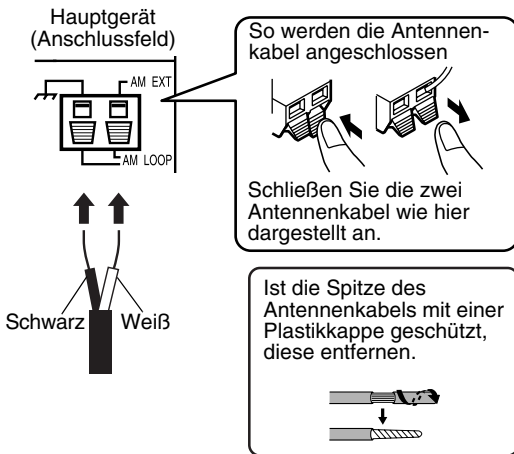 Hauptgerät
(Anschlussfeld)
AM EXT
AM LOOP
Schwarz
Weiß
So werden die Antennen-
kabel angeschlossen
Schließen Sie die zwei
Antennenkabel wie hier
dargestellt an.
Ist die Spitze des
Antennenkabels mit einer
Plastikkappe geschützt,
diese entfernen.